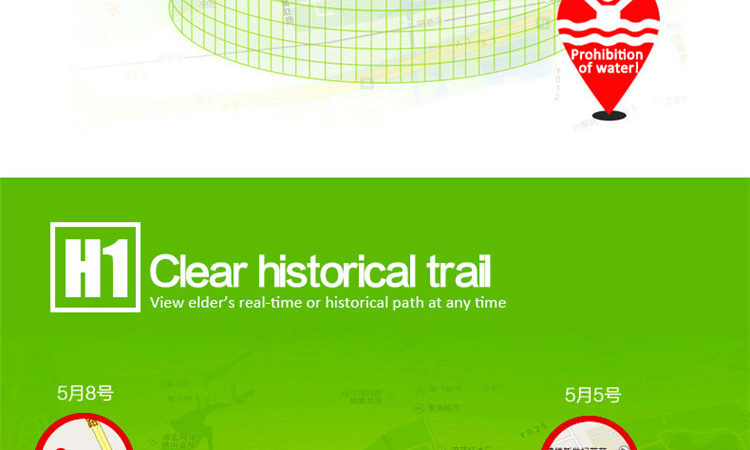 Prohibition
of water!
H1
Clear historical trail
View elder's real-time or historical path at any time
5月8号
5月5号